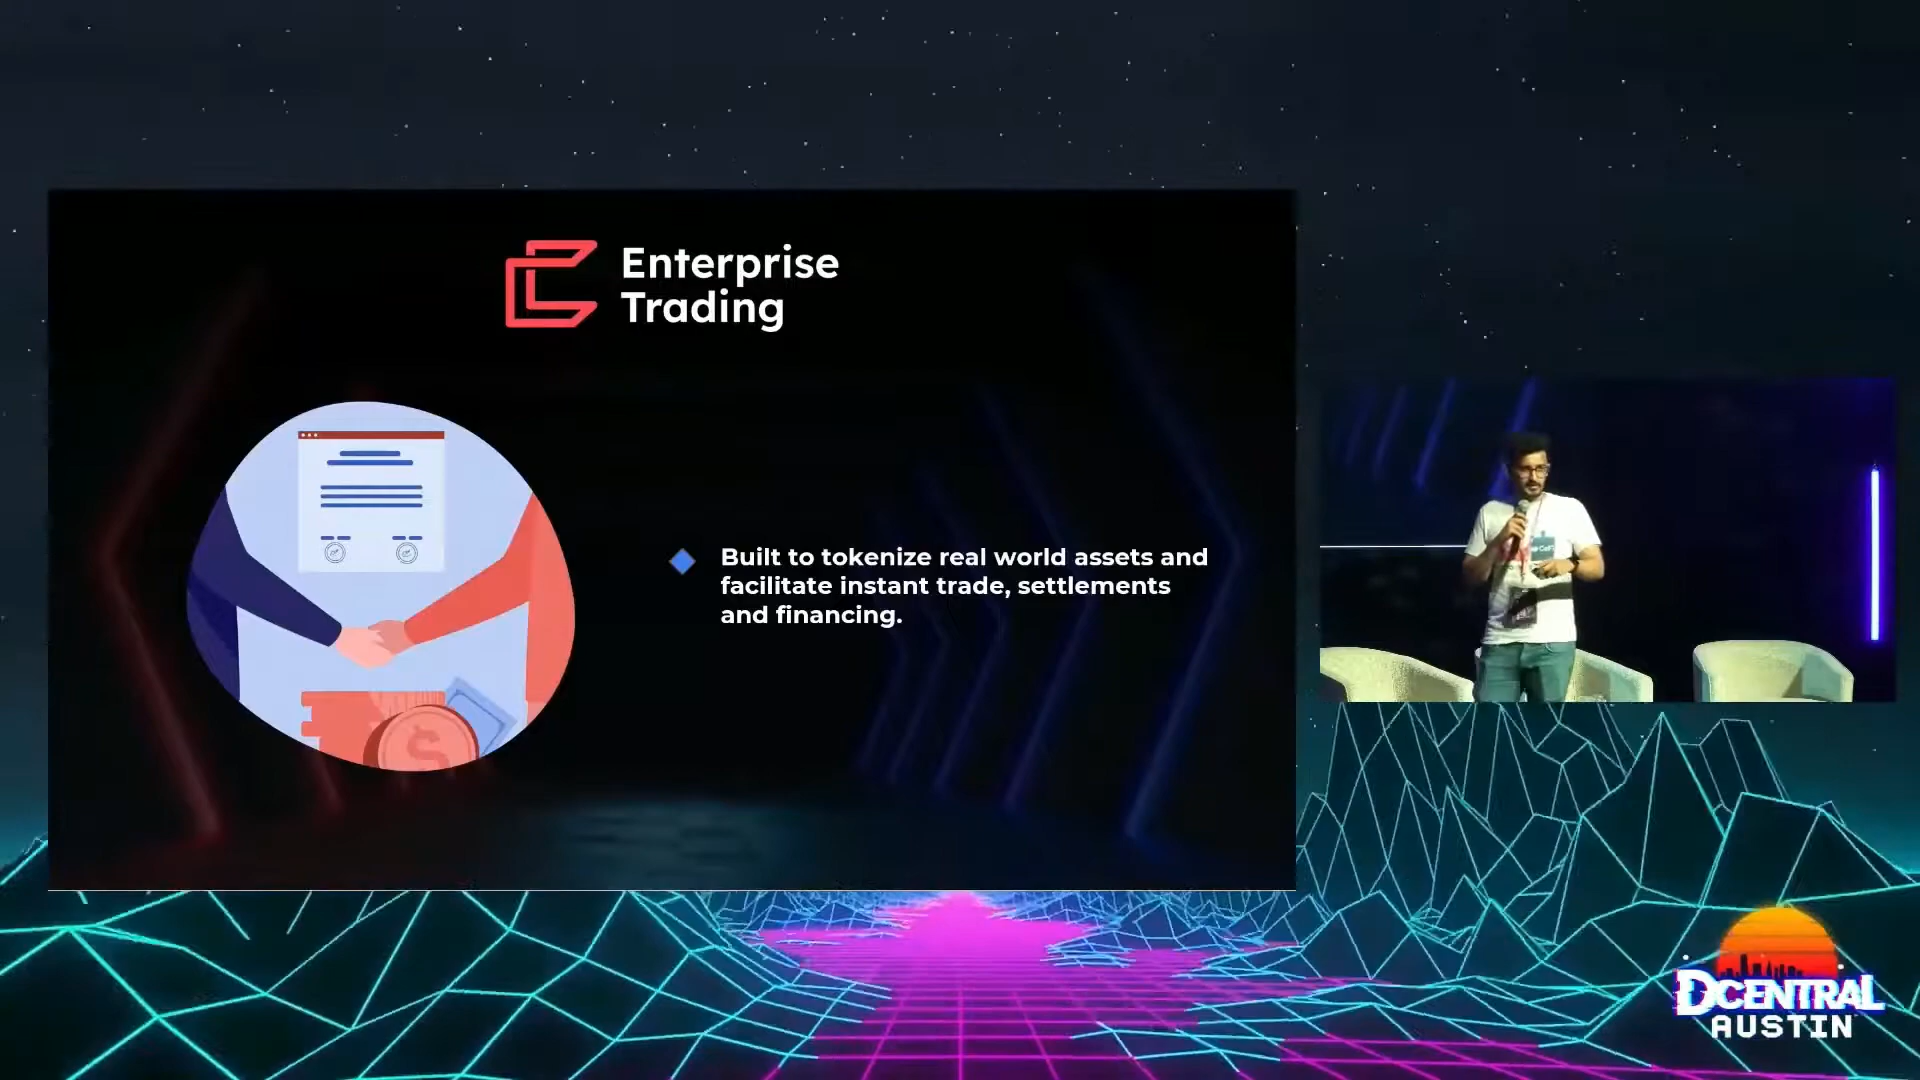 Enterprise
Trading
Built to tokenize real world assets and
facilitate instant trade, settlements
and financing.
$
DCENTRAL
AUSTIN